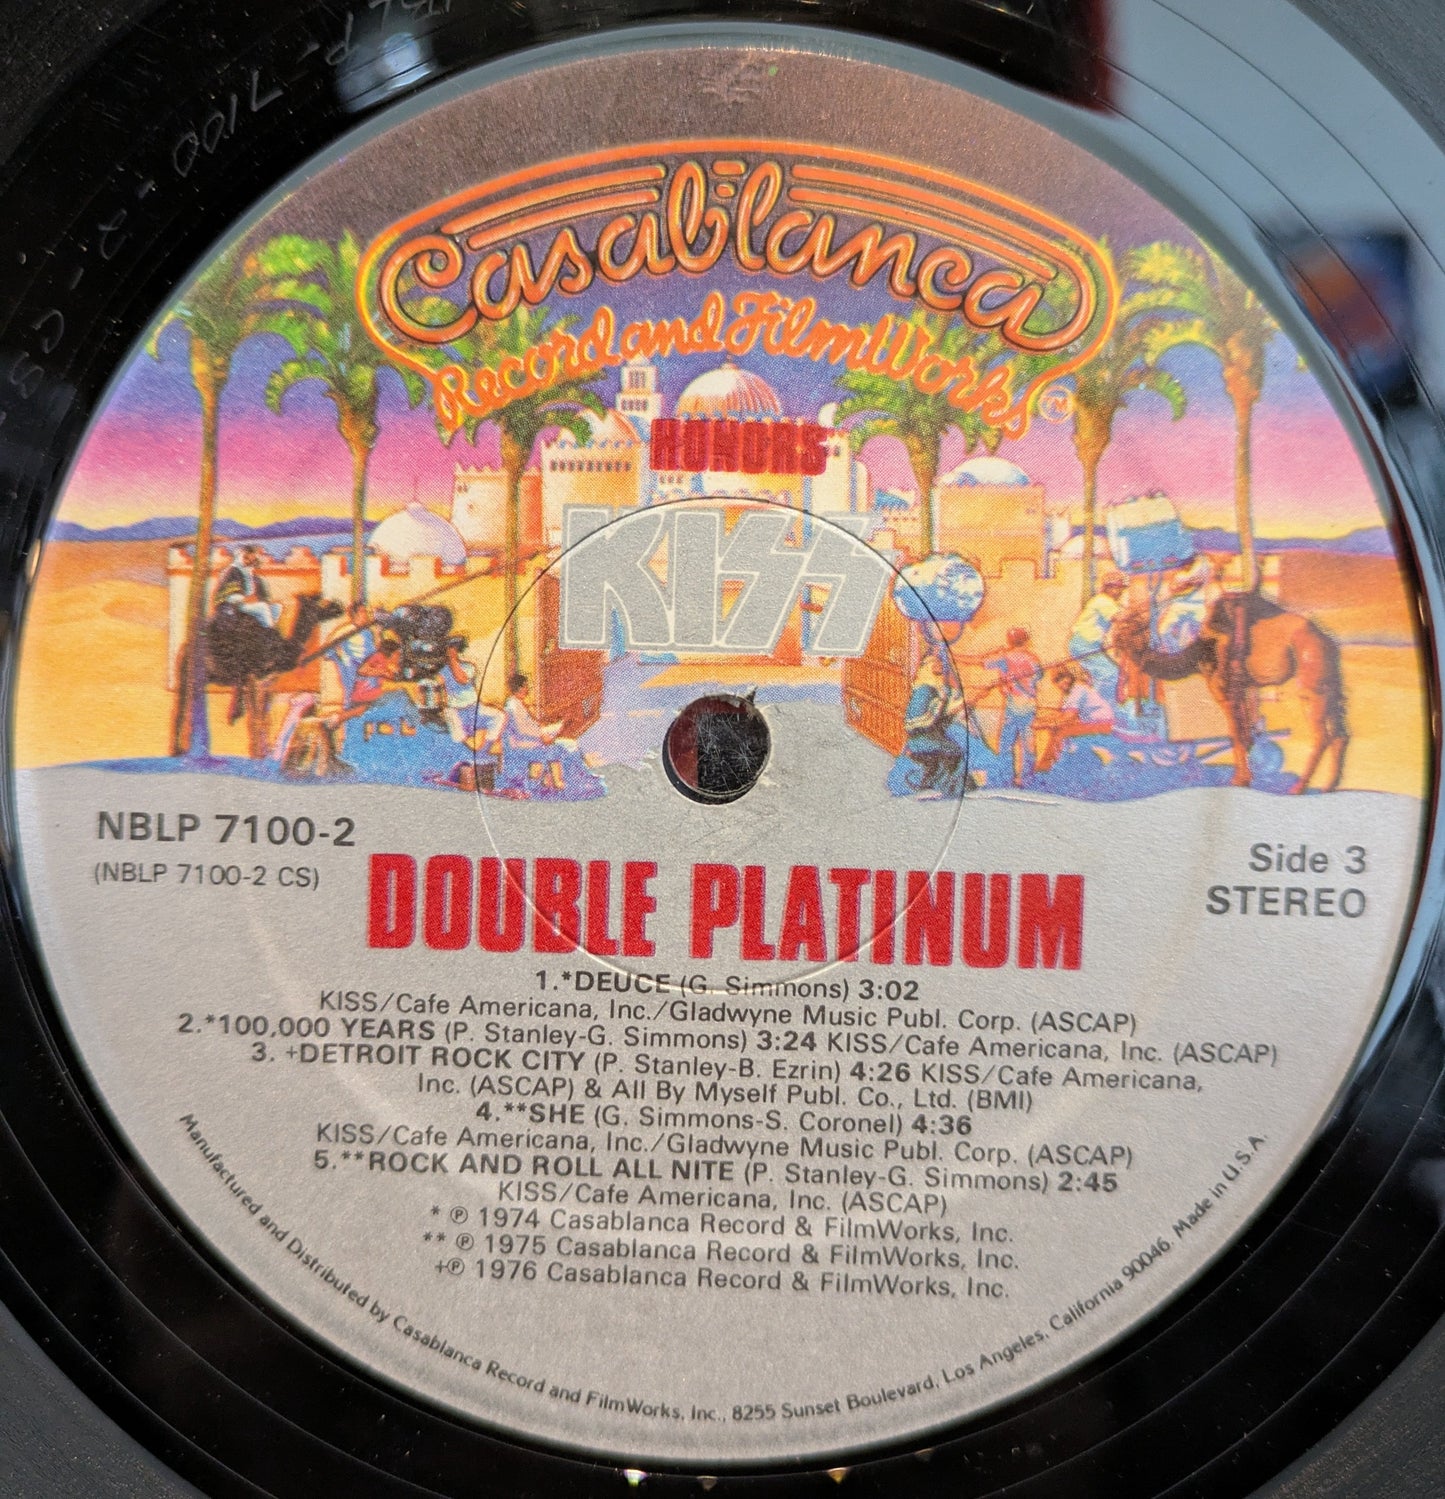 NBLP-7100-2-CS
Casablanca
Record and FilmWorks
HONORS
KISS
NBLP 7100-2
(NBLP 7100-2 CS)
Side 3
STEREO
DOUBLE PLATINUM
1.*DEUCE (G. Simmons) 3:02
KISS/Cafe Americana, Inc./Gladwyne Music Publ. Corp. (ASCAP)
2.*100,000 YEARS (P. Stanley-G. Simmons) 3:24 KISS/Cafe Americana, Inc. (ASCAP)
3. +DETROIT ROCK CITY (P. Stanley-B. Ezrin) 4:26 KISS/Cafe Americana,
Inc. (ASCAP) & All By Myself Publ. Co., Ltd. (BMI)
4.**SHE (G. Simmons-S. Coronel) 4:36
KISS/Cafe Americana, Inc./Gladwyne Music Publ. Corp. (ASCAP)
5.**ROCK AND ROLL ALL NITE (P. Stanley-G. Simmons) 2:45
KISS/Cafe Americana, Inc. (ASCAP)
* ℗ 1974 Casablanca Record & FilmWorks, Inc.
** ℗ 1975 Casablanca Record & FilmWorks, Inc.
+℗ 1976 Casablanca Record & FilmWorks, Inc.
Manufactured and Distributed by Casablanca Record and FilmWorks, Inc., 8255 Sunset Boulevard, Los Angeles, California 90046. Made in U.S.A.